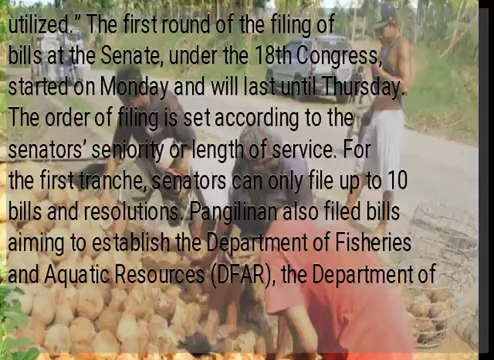 utilized.” The first round of the filing of
bills at the Senate, under the 18th Congress,
started on Monday and will last until Thursday.
The order of filing is set according to the
senators’ seniority or length of service. For
the first tranche, senators can only file up to 10
bills and resolutions. Pangilinan also filed bills
aiming to establish the Department of Fisheries
and Aquatic Resources (DFAR), the Department of